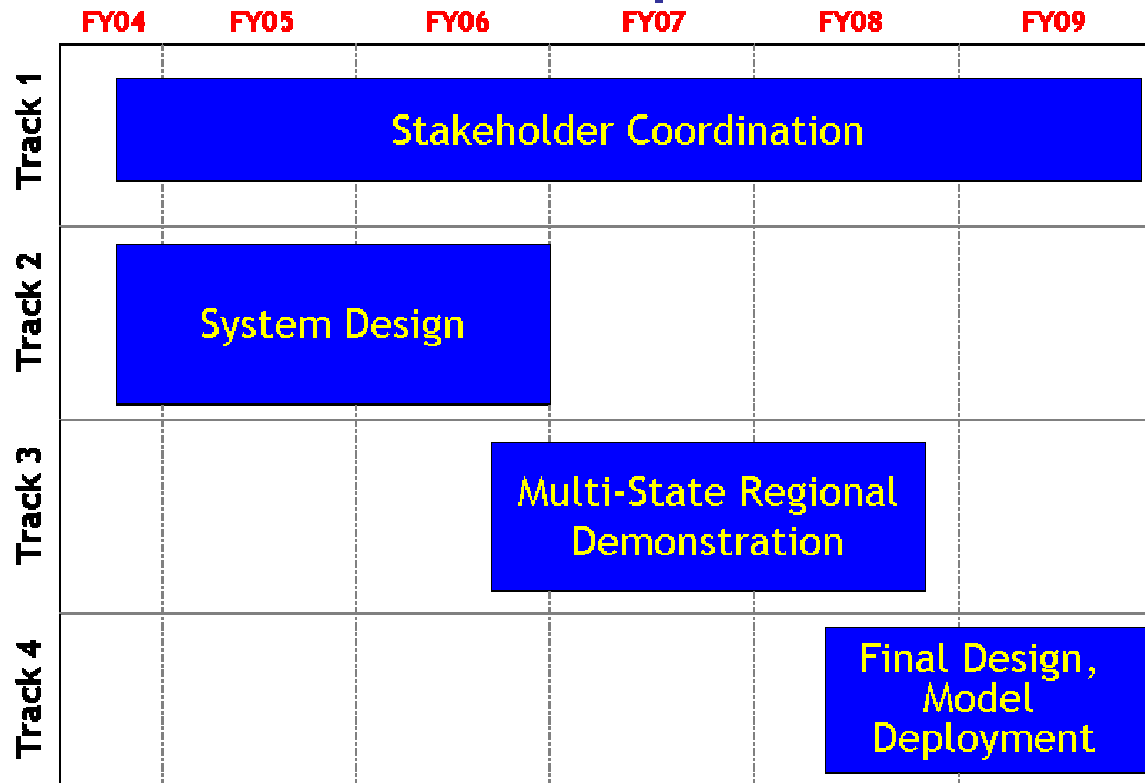 FY04 FY05 FY06 FY07 FY08 FY09
Track 1
Stakeholder Coordination
Track 2
System Design
Track 3
Multi-State Regional
Demonstration
Track 4
Final Design,
Model
Deployment